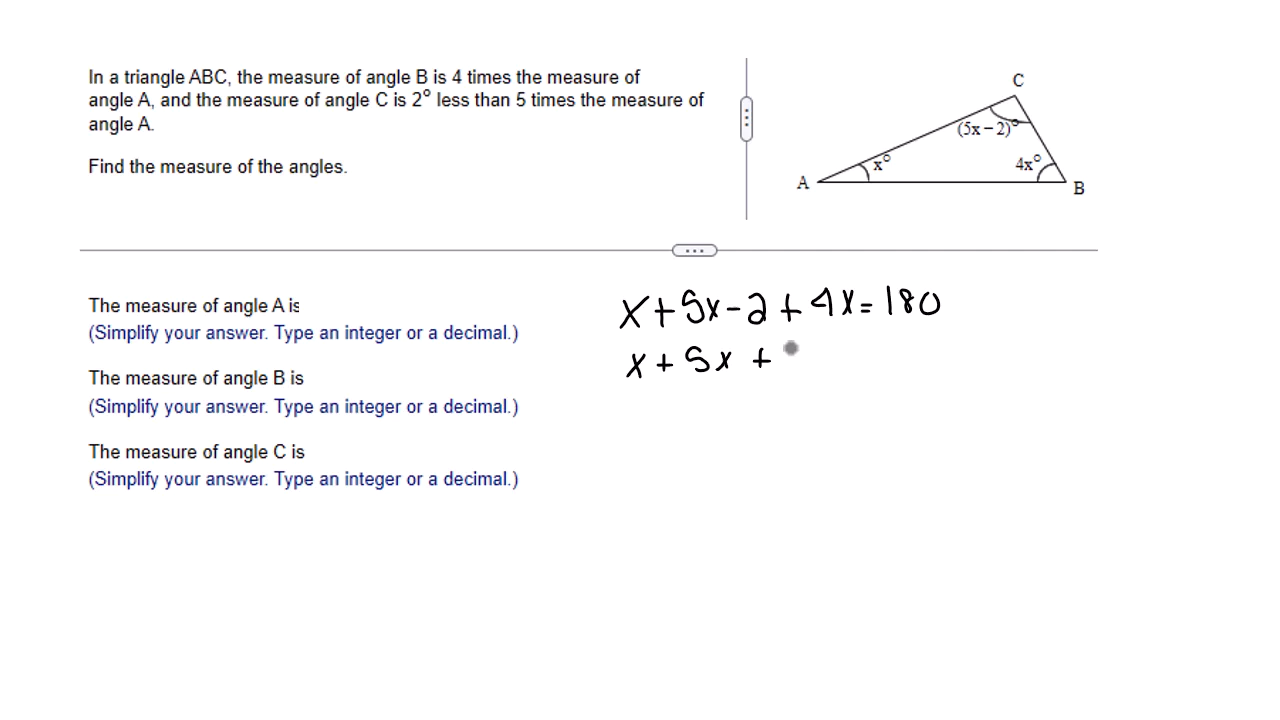 In a triangle ABC, the measure of angle B is 4 times the measure of
angle A, and the measure of angle C is 2° less than 5 times the measure of
angle A.
Find the measure of the angles.
C
(5x − 2)°
x°
4x°
A
B
The measure of angle A is
(Simplify your answer. Type an integer or a decimal.)
The measure of angle B is
(Simplify your answer. Type an integer or a decimal.)
The measure of angle C is
(Simplify your answer. Type an integer or a decimal.)
x + 5x - 2 + 4x = 180
x + 5x +